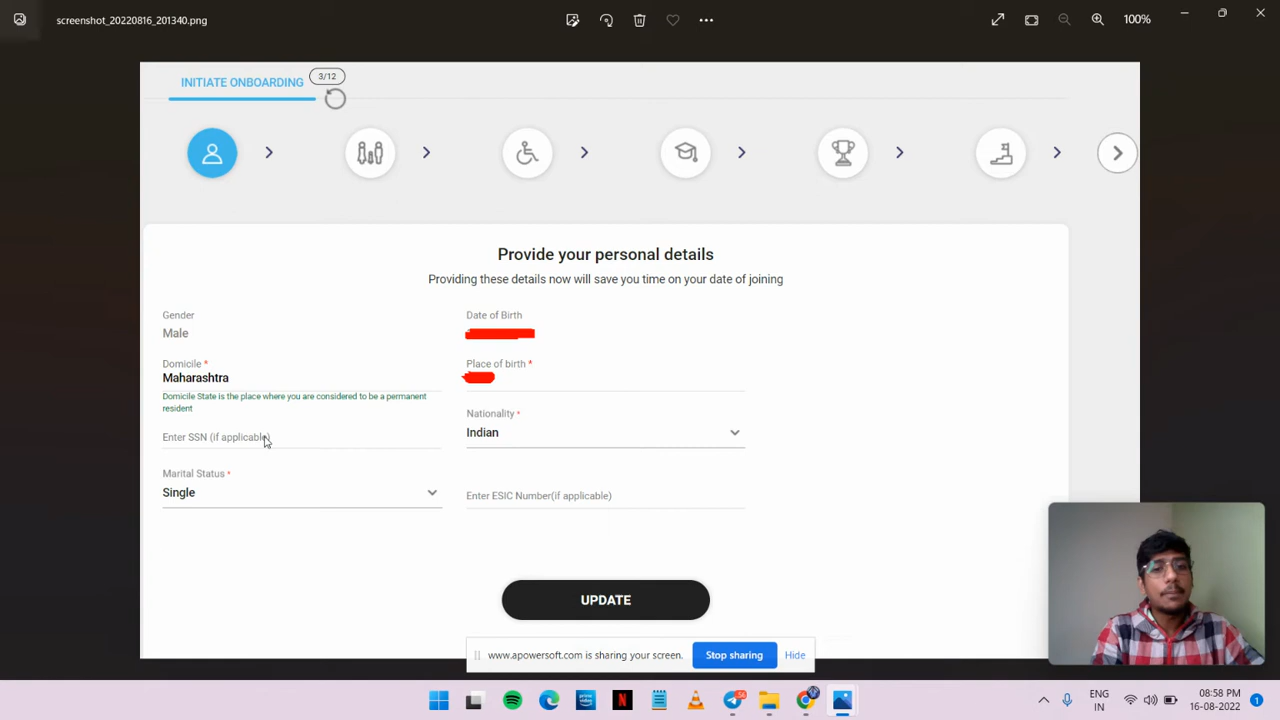 screenshot_20220816_201340.png
100%
INITIATE ONBOARDING
3/12
Provide your personal details
Providing these details now will save you time on your date of joining
Gender
Male
Date of Birth
Domicile *
Maharashtra
Domicile State is the place where you are considered to be a permanent
resident
Place of birth *
Nationality *
Indian
Enter SSN (if applicable)
Marital Status *
Single
Enter ESIC Number(if applicable)
UPDATE
www.apowersoft.com is sharing your screen.
Stop sharing
Hide
56
ENG
IN
08:58 PM
16-08-2022
1